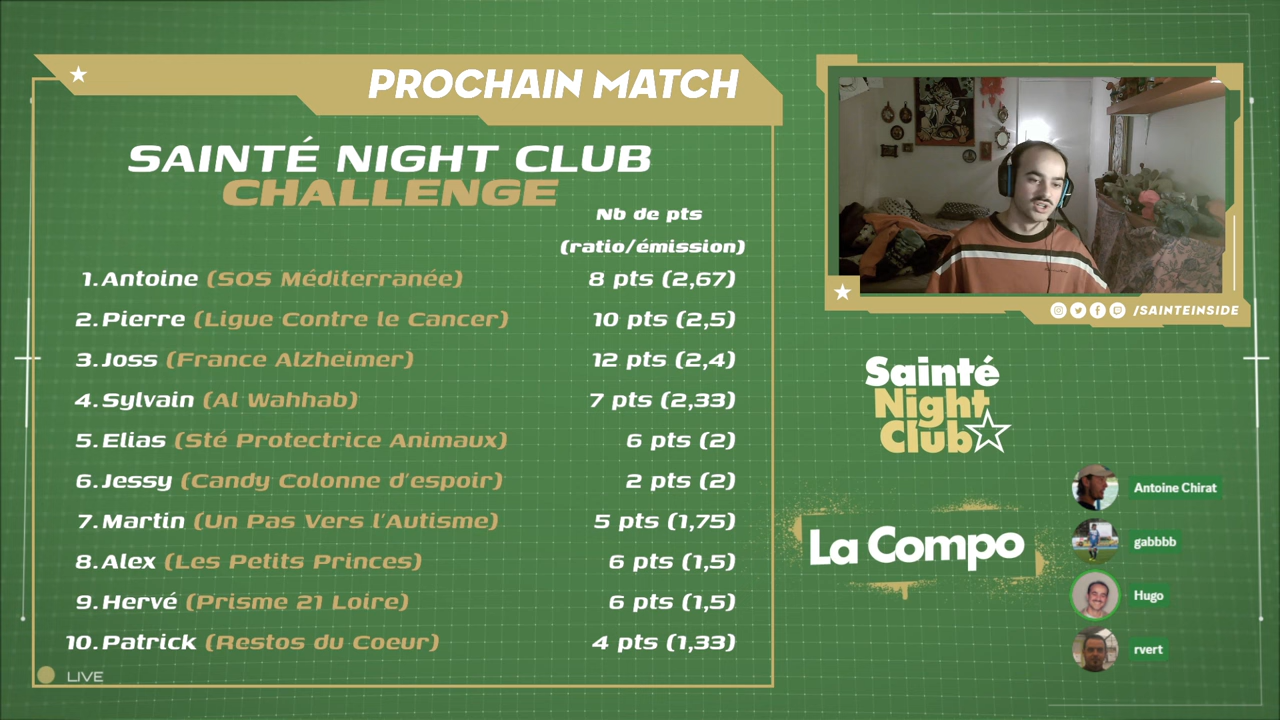 PROCHAIN MATCH
SAINTÉ NIGHT CLUB
CHALLENGE
Nb de pts
(ratio/émission)
1. Antoine (SOS Méditerranée) 8 pts (2,67)
2. Pierre (Ligue Contre le Cancer) 10 pts (2,5)
3. Joss (France Alzheimer) 12 pts (2,4)
4. Sylvain (Al Wahhab) 7 pts (2,33)
5. Elias (Sté Protectrice Animaux) 6 pts (2)
6. Jessy (Candy Colonne d'espoir) 2 pts (2)
7. Martin (Un Pas Vers l'Autisme) 5 pts (1,75)
8. Alex (Les Petits Princes) 6 pts (1,5)
9. Hervé (Prisme 21 Loire) 6 pts (1,5)
10. Patrick (Restos du Coeur) 4 pts (1,33)
LIVE
/SAINTEINSIDE
Sainté
Night
Club
La Compo
Antoine Chirat
gabbbb
Hugo
rvert